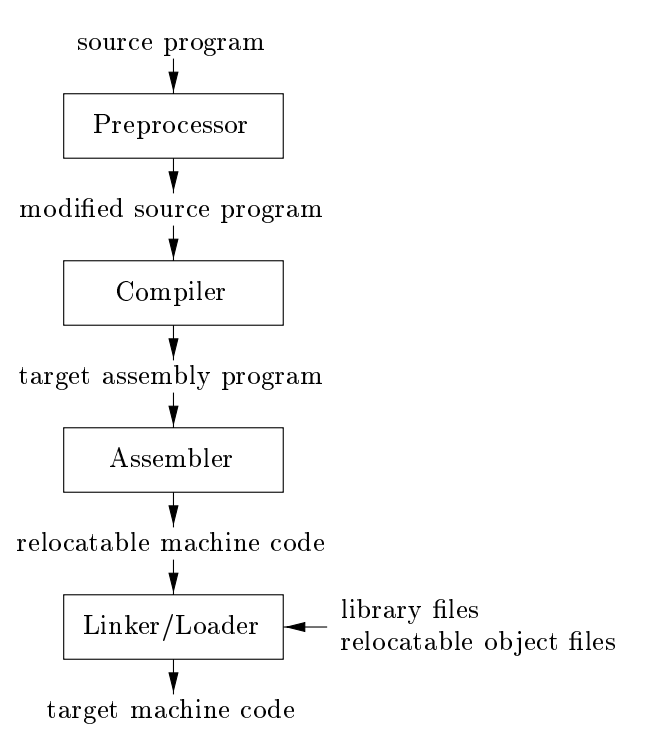 source program
Preprocessor
modified source program
Compiler
target assembly program
Assembler
relocatable machine code
Linker/Loader
library files
relocatable object files
target machine code